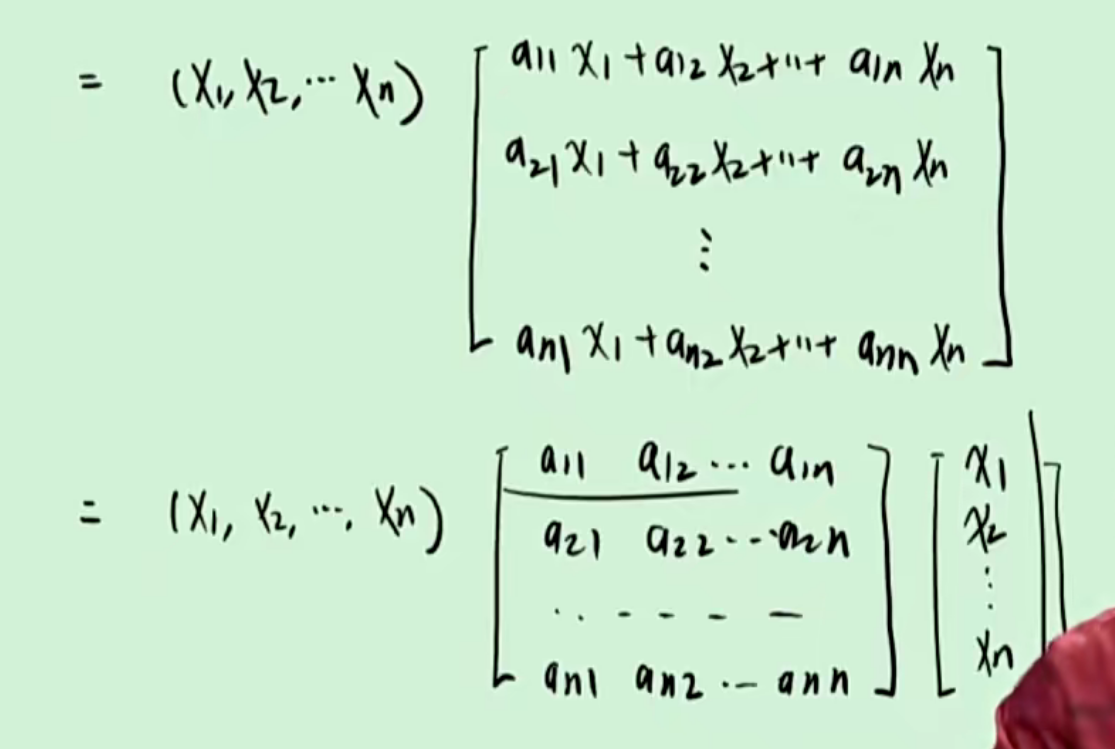 = (x₁, x₂, ⋯ xₙ) [ a₁₁ x₁ + a₁₂ x₂ + ⋯ + a₁ₙ xₙ
a₂₁ x₁ + a₂₂ x₂ + ⋯ + a₂ₙ xₙ
⋮
aₙ₁ x₁ + aₙ₂ x₂ + ⋯ + aₙₙ xₙ ]
= (x₁, x₂, ⋯, xₙ) [ a₁₁ a₁₂ ⋯ a₁ₙ ] [ x₁ ]
a₂₁ a₂₂ ⋯ a₂ₙ x₂
⋯ ⋮
aₙ₁ aₙ₂ ⋯ aₙₙ xₙ